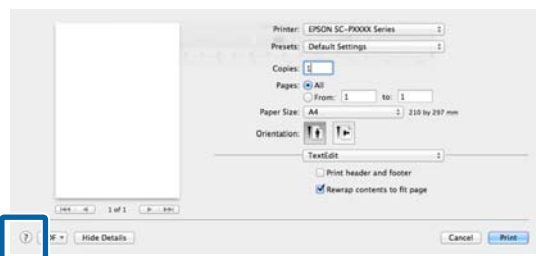 Printer: EPSON SC-PXXXX Series
Presets: Default Settings
Copies: 1
Pages: All
From: 1 to: 1
Paper Size: A4 210 by 297 mm
Orientation:
TextEdit
Print header and footer
Rewrap contents to fit page
1 of 1
? Hide Details Cancel Print